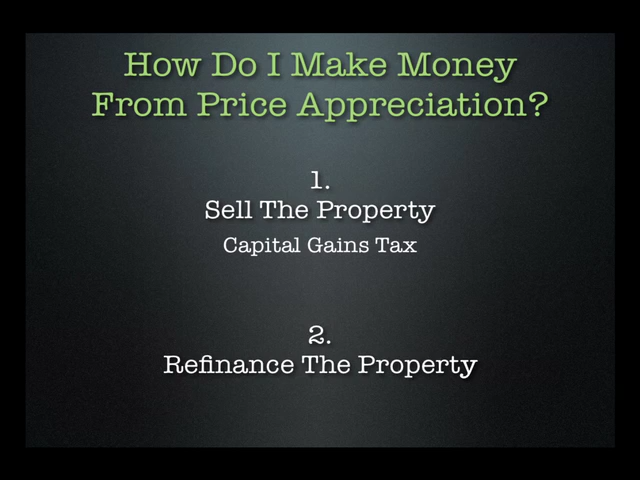 How Do I Make Money
From Price Appreciation?
1.
Sell The Property
Capital Gains Tax
2.
Refinance The Property